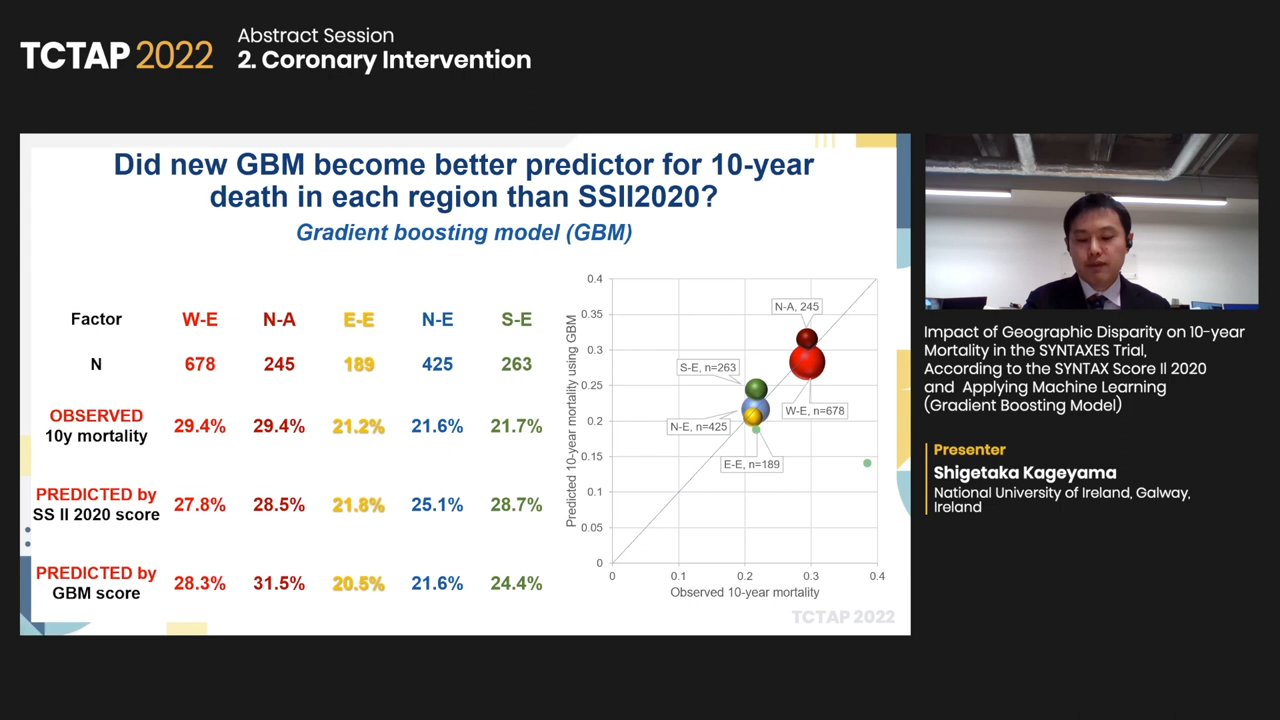 TCTAP 2022
Abstract Session
2. Coronary Intervention
Did new GBM become better predictor for 10-year
death in each region than SSII2020?
Gradient boosting model (GBM)
Factor W-E N-A E-E N-E S-E
N 678 245 189 425 263
OBSERVED
10y mortality
29.4% 29.4% 21.2% 21.6% 21.7%
PREDICTED by
SS II 2020 score
27.8% 28.5% 21.8% 25.1% 28.7%
PREDICTED by
GBM score
28.3% 31.5% 20.5% 21.6% 24.4%
Predicted 10-year mortality using GBM
0.4
0.35
0.3
0.25
0.2
0.15
0.1
0.05
0
N-A, 245
S-E, n=263
W-E, n=678
N-E, n=425
E-E, n=189
0 0.1 0.2 0.3 0.4
Observed 10-year mortality
TCTAP 2022
Impact of Geographic Disparity on 10-year
Mortality in the SYNTAXES Trial,
According to the SYNTAX Score II 2020
and Applying Machine Learning
(Gradient Boosting Model)
Presenter
Shigetaka Kageyama
National University of Ireland, Galway,
Ireland